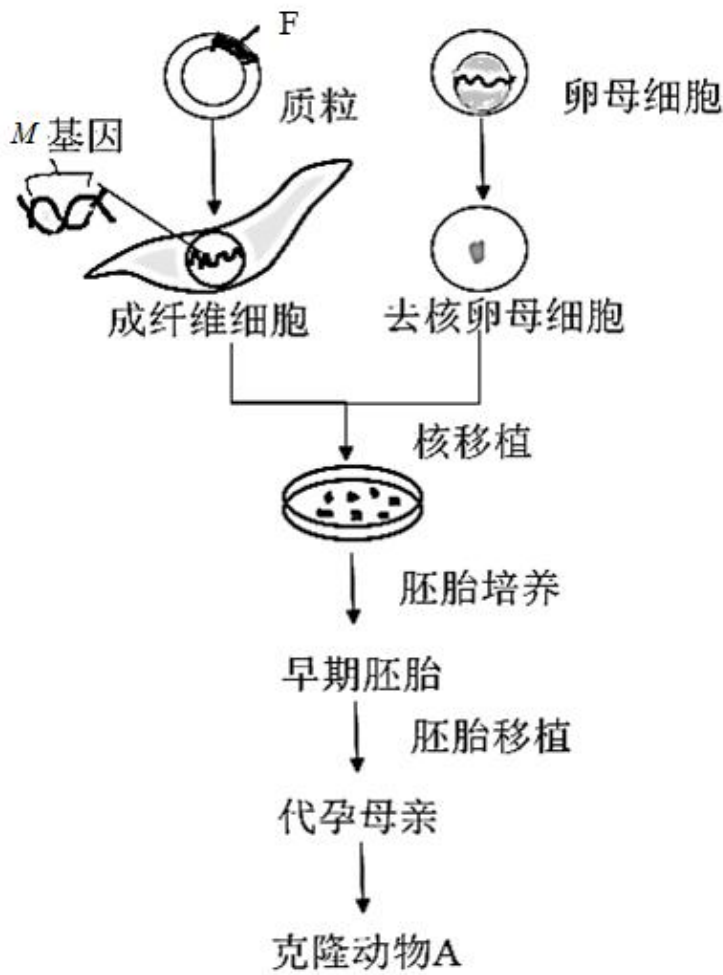 F
质粒
卵母细胞
M 基因
成纤维细胞
去核卵母细胞
核移植
胚胎培养
早期胚胎
胚胎移植
代孕母亲
克隆动物A